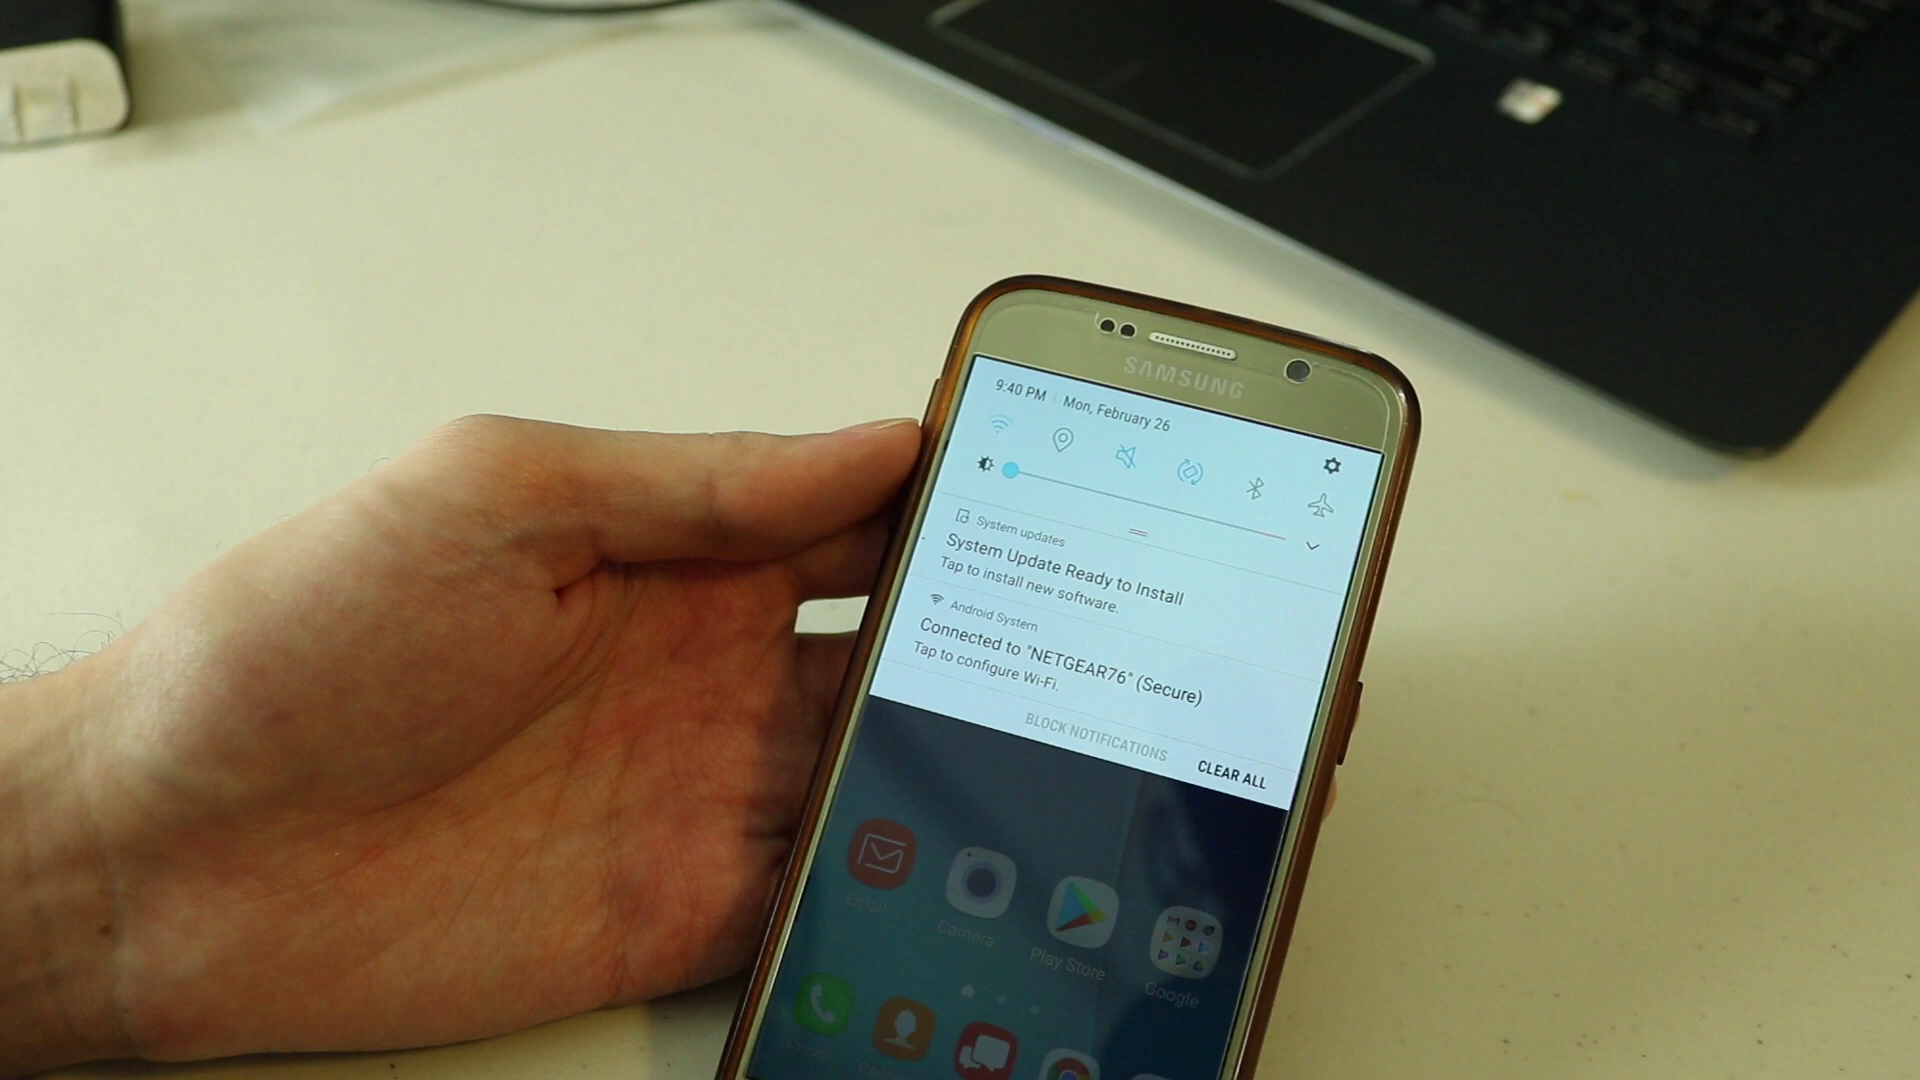 SAMSUNG
9:40 PM | Mon, February 26
System updates
System Update Ready to Install
Tap to install new software.
Android System
Connected to "NETGEAR76" (Secure)
Tap to configure Wi-Fi.
BLOCK NOTIFICATIONS
CLEAR ALL
Email
Camera
Play Store
Google
Phone